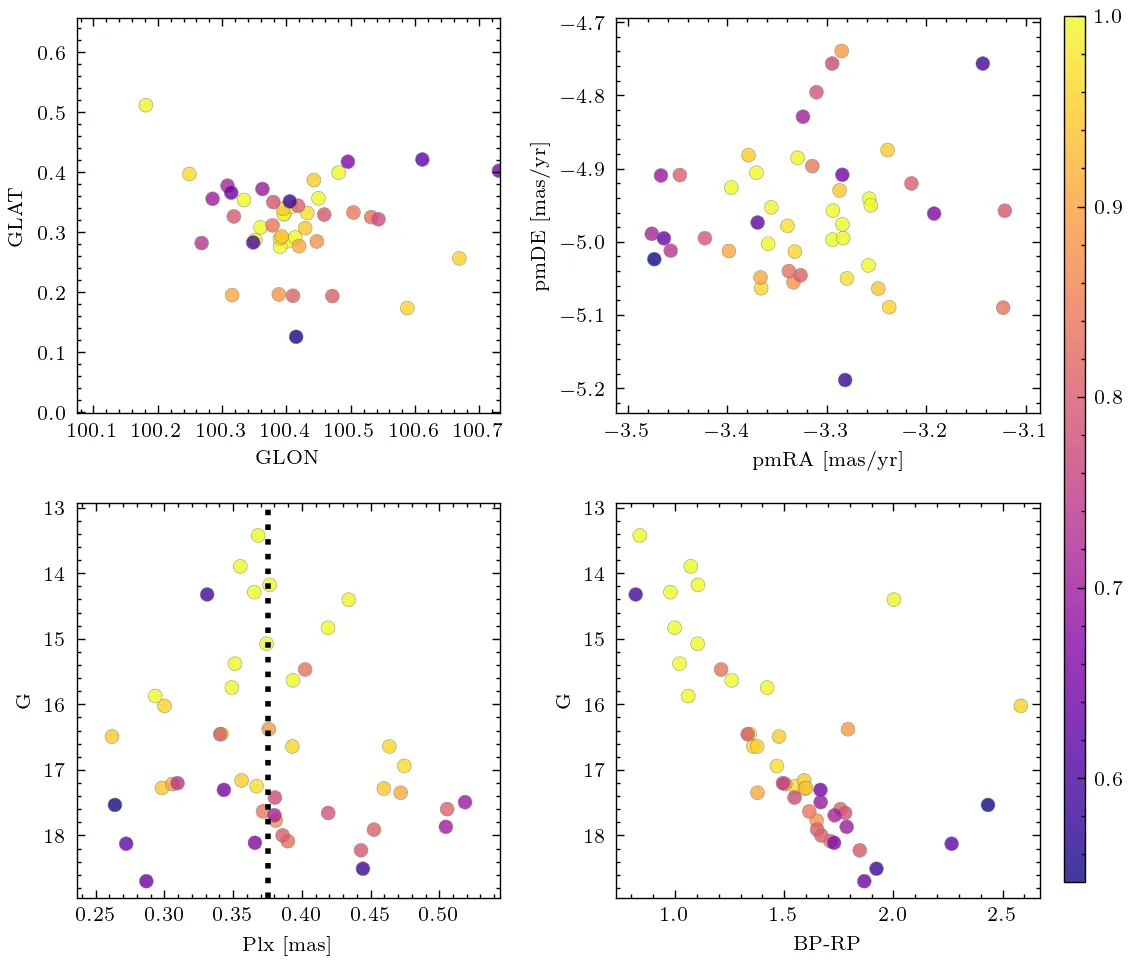 0.6
0.5
0.4
0.3
0.2
0.1
0.0
GLAT
100.1 100.2 100.3 100.4 100.5 100.6 100.7
GLON
−4.7
−4.8
−4.9
−5.0
−5.1
−5.2
pmDE [mas/yr]
−3.5 −3.4 −3.3 −3.2 −3.1
pmRA [mas/yr]
1.0
0.9
0.8
0.7
0.6
13
14
15
16
17
18
G
0.25 0.30 0.35 0.40 0.45 0.50
Plx [mas]
13
14
15
16
17
18
G
1.0 1.5 2.0 2.5
BP-RP